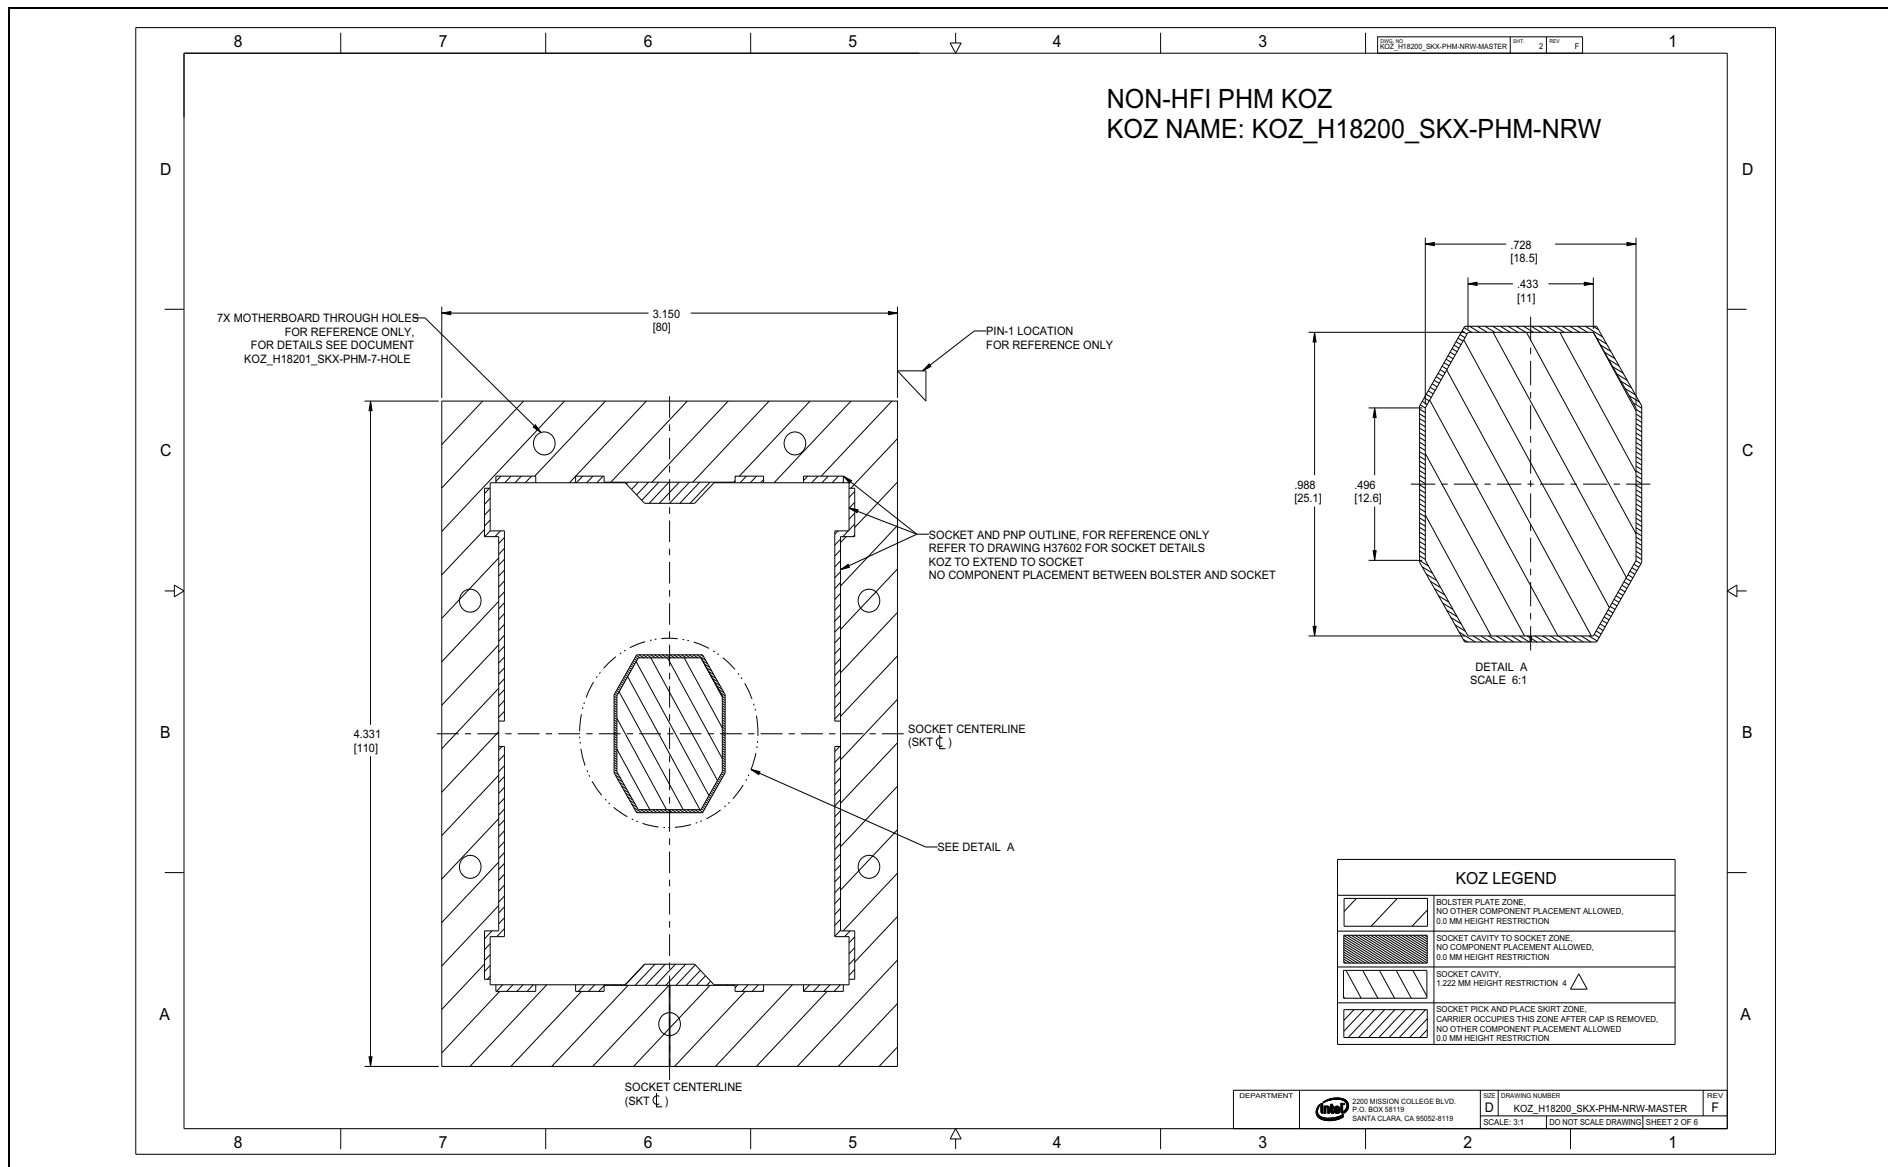 8 7 6 5 4 3 1
DWG. NO
KOZ_H18200_SKX-PHM-NRW-MASTER
SHT.
2
REV
F
NON-HFI PHM KOZ
KOZ NAME: KOZ_H18200_SKX-PHM-NRW
D
D
.728
[18.5]
.433
[11]
7X MOTHERBOARD THROUGH HOLES
FOR REFERENCE ONLY,
FOR DETAILS SEE DOCUMENT
KOZ_H18201_SKX-PHM-7-HOLE
3.150
[80]
PIN-1 LOCATION
FOR REFERENCE ONLY
C
C
.988
[25.1]
.496
[12.6]
SOCKET AND PNP OUTLINE, FOR REFERENCE ONLY
REFER TO DRAWING H37602 FOR SOCKET DETAILS
KOZ TO EXTEND TO SOCKET
NO COMPONENT PLACEMENT BETWEEN BOLSTER AND SOCKET
DETAIL A
SCALE 6:1
B
B
4.331
[110]
SOCKET CENTERLINE
(SKT ℄ )
SEE DETAIL A
KOZ LEGEND
BOLSTER PLATE ZONE,
NO OTHER COMPONENT PLACEMENT ALLOWED,
0.0 MM HEIGHT RESTRICTION
SOCKET CAVITY TO SOCKET ZONE,
NO COMPONENT PLACEMENT ALLOWED,
0.0 MM HEIGHT RESTRICTION
SOCKET CAVITY,
1.222 MM HEIGHT RESTRICTION 4
SOCKET PICK AND PLACE SKIRT ZONE,
CARRIER OCCUPIES THIS ZONE AFTER CAP IS REMOVED,
NO OTHER COMPONENT PLACEMENT ALLOWED
0.0 MM HEIGHT RESTRICTION
A
A
SOCKET CENTERLINE
(SKT ℄ )
DEPARTMENT
intel
2200 MISSION COLLEGE BLVD.
P.O. BOX 58119
SANTA CLARA, CA 95052-8119
SIZE
D
DRAWING NUMBER
KOZ_H18200_SKX-PHM-NRW-MASTER
REV
F
SCALE: 3:1
DO NOT SCALE DRAWING
SHEET 2 OF 6
8 7 6 5 4 3 2 1